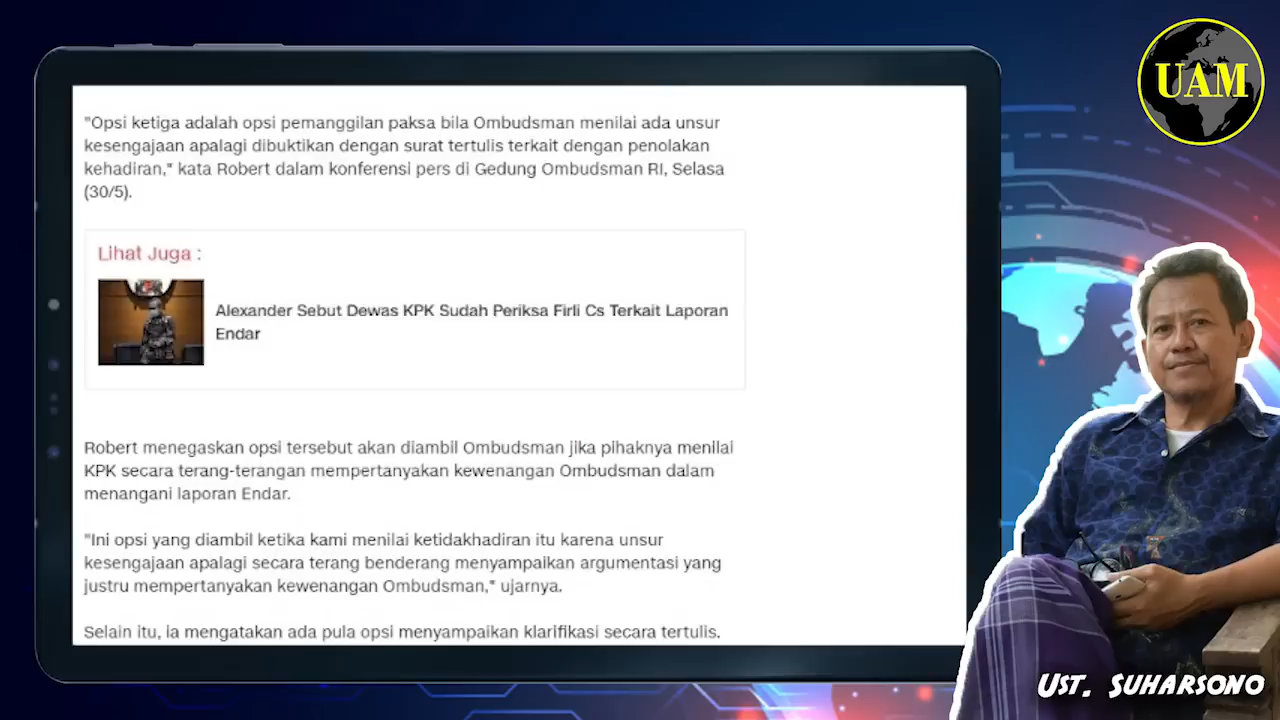 UAM
"Opsi ketiga adalah opsi pemanggilan paksa bila Ombudsman menilai ada unsur
kesengajaan apalagi dibuktikan dengan surat tertulis terkait dengan penolakan
kehadiran," kata Robert dalam konferensi pers di Gedung Ombudsman RI, Selasa
(30/5).
Lihat Juga :
Alexander Sebut Dewas KPK Sudah Periksa Firli Cs Terkait Laporan
Endar
Robert menegaskan opsi tersebut akan diambil Ombudsman jika pihaknya menilai
KPK secara terang-terangan mempertanyakan kewenangan Ombudsman dalam
menangani laporan Endar.
"Ini opsi yang diambil ketika kami menilai ketidakhadiran itu karena unsur
kesengajaan apalagi secara terang benderang menyampaikan argumentasi yang
justru mempertanyakan kewenangan Ombudsman," ujarnya.
Selain itu, ia mengatakan ada pula opsi menyampaikan klarifikasi secara tertulis.
UST. SUHARSONO